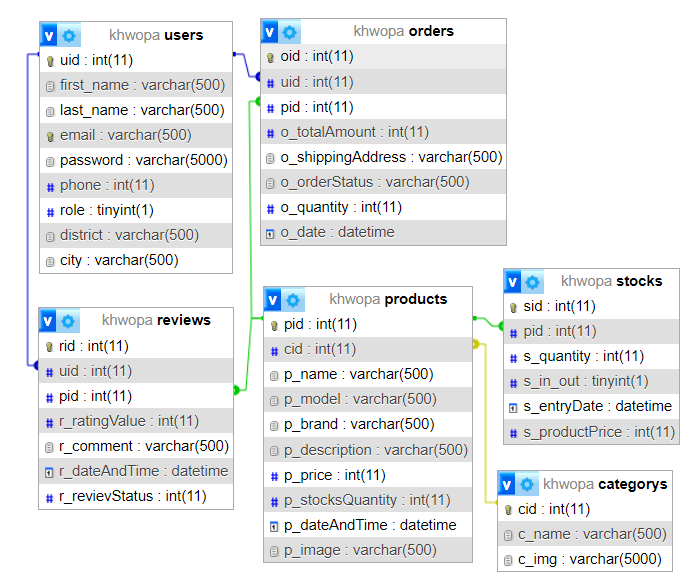 v khwopa users
uid : int(11)
first_name : varchar(500)
last_name : varchar(500)
email : varchar(500)
password : varchar(5000)
# phone : int(11)
# role : tinyint(1)
district : varchar(500)
city : varchar(500)
v khwopa orders
oid : int(11)
# uid : int(11)
# pid : int(11)
# o_totalAmount : int(11)
o_shippingAddress : varchar(500)
o_orderStatus : varchar(500)
# o_quantity : int(11)
o_date : datetime
v khwopa reviews
rid : int(11)
# uid : int(11)
# pid : int(11)
# r_ratingValue : int(11)
r_comment : varchar(500)
r_dateAndTime : datetime
# r_revievStatus : int(11)
v khwopa products
pid : int(11)
# cid : int(11)
p_name : varchar(500)
p_model : varchar(500)
p_brand : varchar(500)
p_description : varchar(500)
# p_price : int(11)
# p_stocksQuantity : int(11)
p_dateAndTime : datetime
p_image : varchar(500)
v khwopa stocks
sid : int(11)
# pid : int(11)
# s_quantity : int(11)
# s_in_out : tinyint(1)
s_entryDate : datetime
# s_productPrice : int(11)
v khwopa categorys
cid : int(11)
c_name : varchar(500)
c_img : varchar(5000)